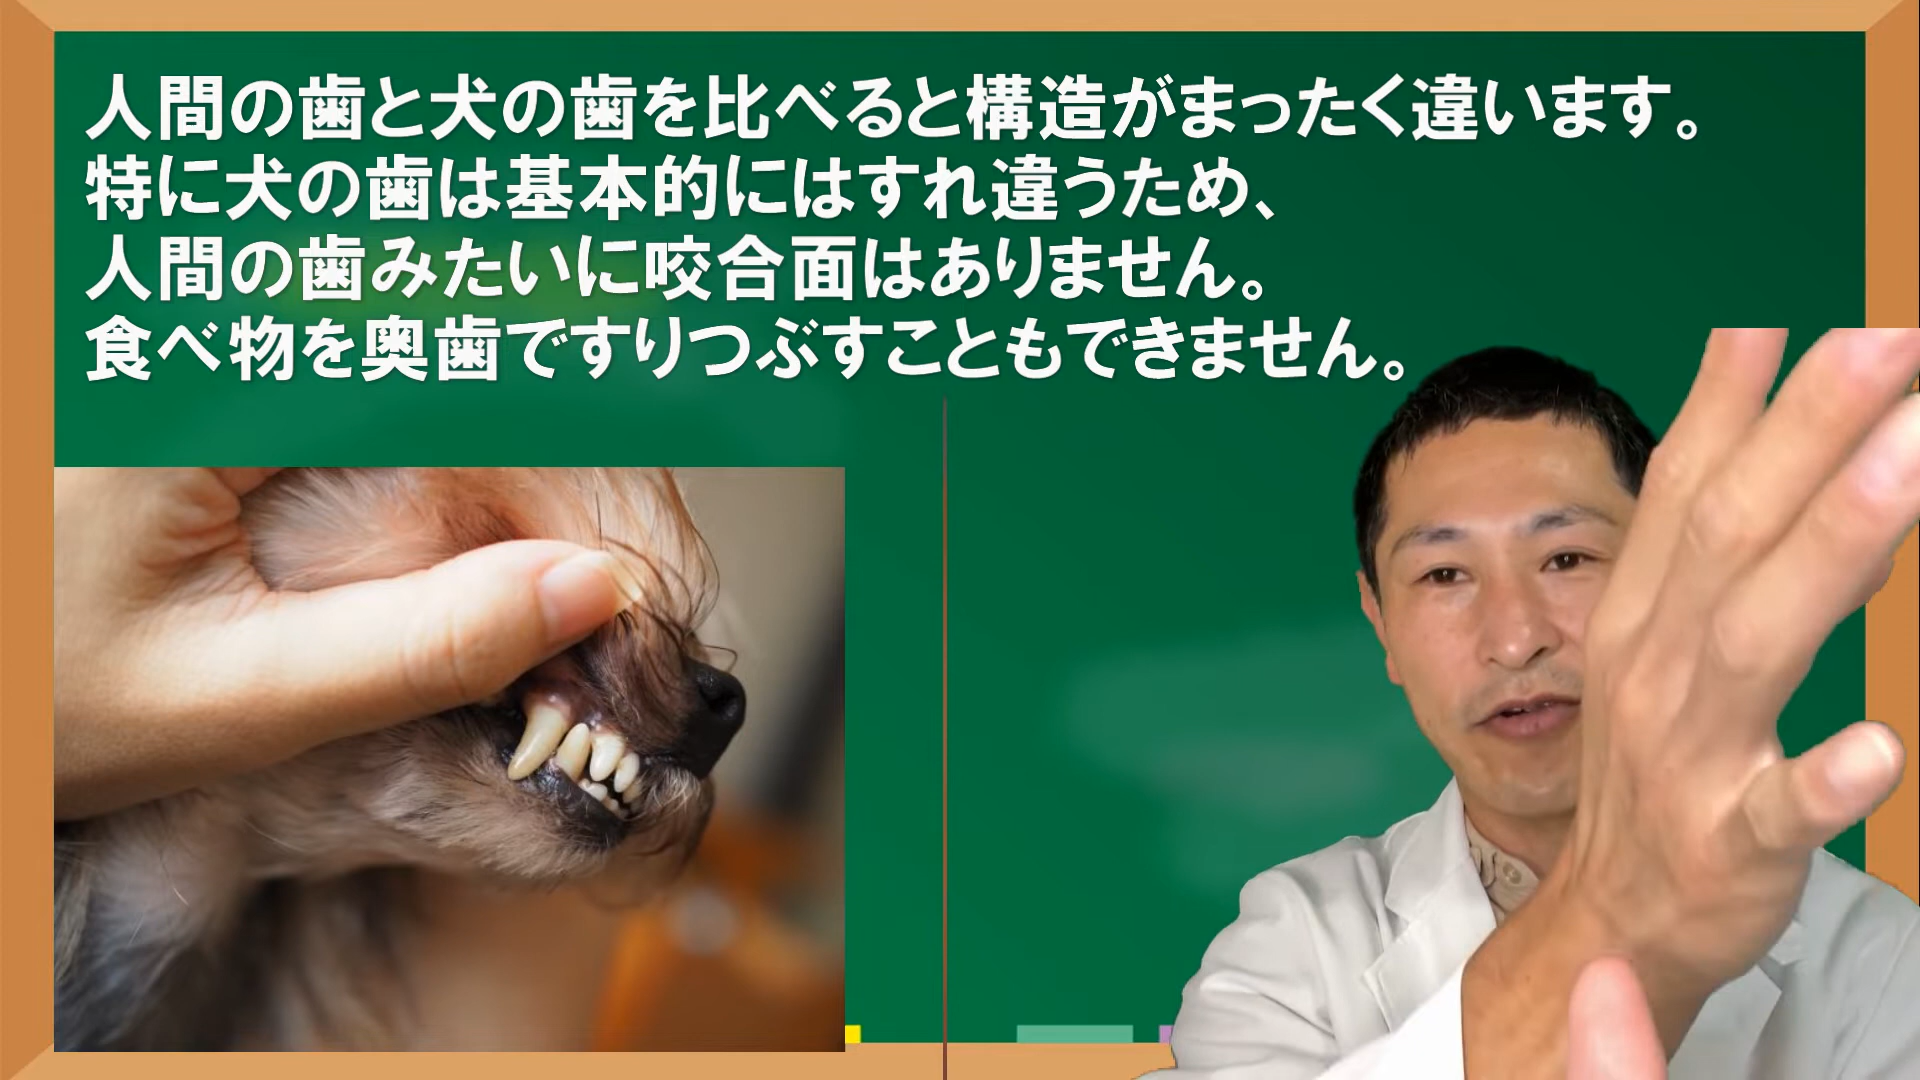 人間の歯と犬の歯を比べると構造がまったく違います。
特に犬の歯は基本的にはすれ違うため、
人間の歯みたいに咬合面はありません。
食べ物を奥歯ですりつぶすこともできません。